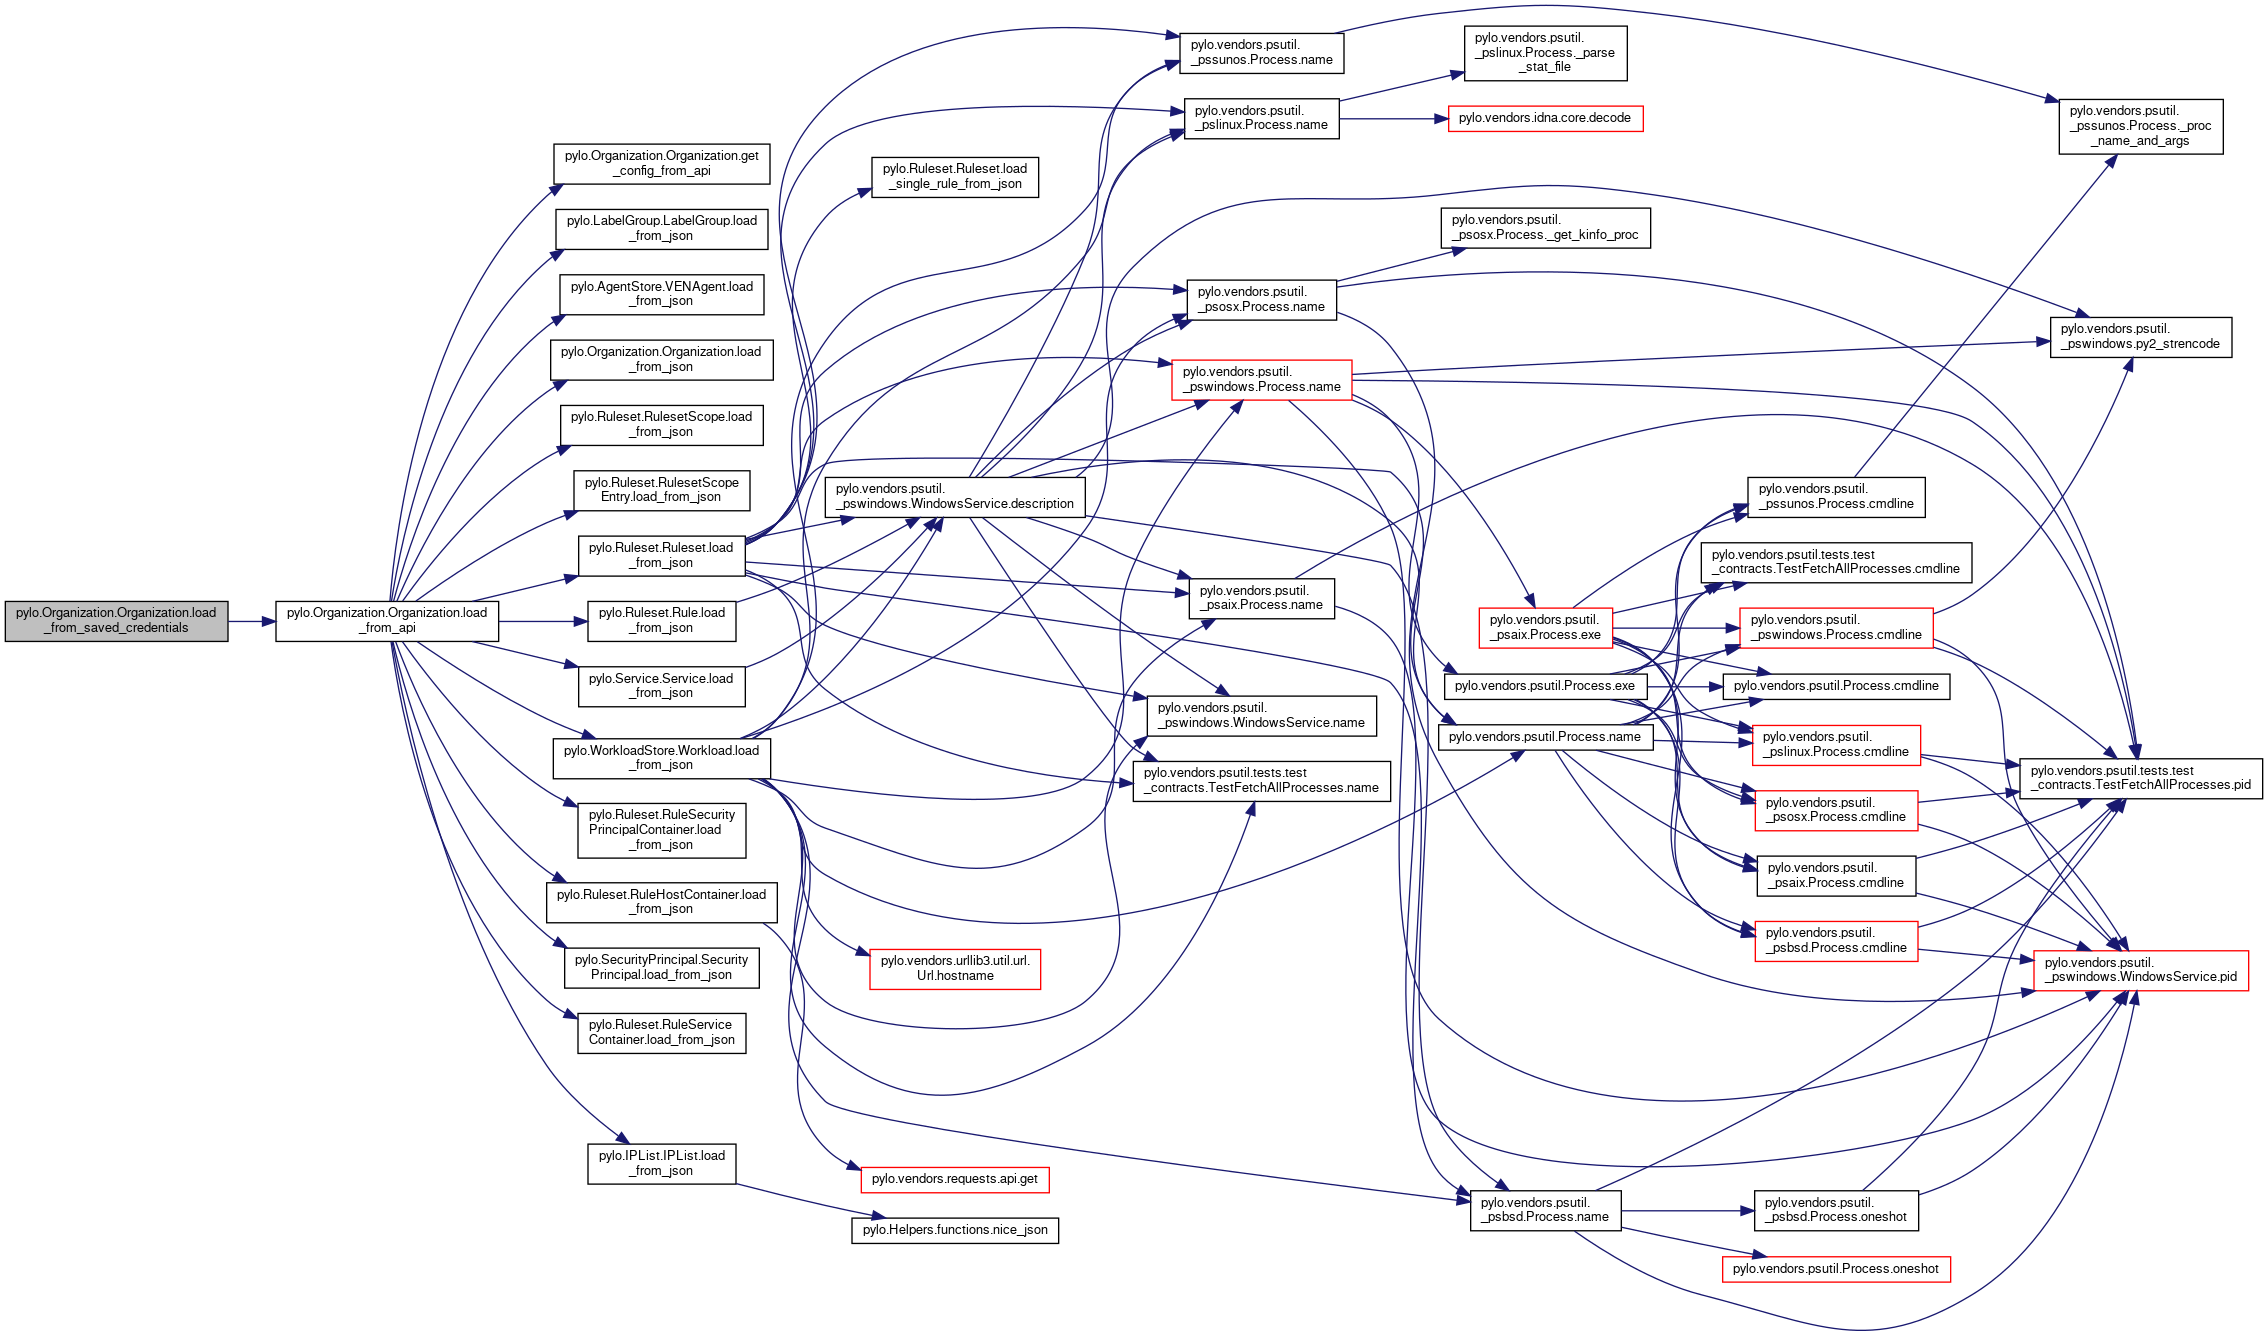 pylo.Organization.Organization.load
_from_saved_credentials
pylo.Organization.Organization.load
_from_api
pylo.Organization.Organization.get
_config_from_api
pylo.LabelGroup.LabelGroup.load
_from_json
pylo.AgentStore.VENAgent.load
_from_json
pylo.Organization.Organization.load
_from_json
pylo.Ruleset.RulesetScope.load
_from_json
pylo.Ruleset.RulesetScope
Entry.load_from_json
pylo.Ruleset.Ruleset.load
_from_json
pylo.Ruleset.Rule.load
_from_json
pylo.Service.Service.load
_from_json
pylo.WorkloadStore.Workload.load
_from_json
pylo.Ruleset.RuleSecurity
PrincipalContainer.load
_from_json
pylo.Ruleset.RuleHostContainer.load
_from_json
pylo.SecurityPrincipal.Security
Principal.load_from_json
pylo.Ruleset.RuleService
Container.load_from_json
pylo.IPList.IPList.load
_from_json
pylo.Ruleset.Ruleset.load
_single_rule_from_json
pylo.vendors.psutil.
_pswindows.WindowsService.description
pylo.vendors.urllib3.util.url.
Url.hostname
pylo.vendors.requests.api.get
pylo.Helpers.functions.nice_json
pylo.vendors.psutil.
_pssunos.Process.name
pylo.vendors.psutil.
_pslinux.Process.name
pylo.vendors.psutil.
_psosx.Process.name
pylo.vendors.psutil.
_pswindows.Process.name
pylo.vendors.psutil.
_psaix.Process.name
pylo.vendors.psutil.
_pswindows.WindowsService.name
pylo.vendors.psutil.tests.test
_contracts.TestFetchAllProcesses.name
pylo.vendors.psutil.
_pslinux.Process._parse
_stat_file
pylo.vendors.idna.core.decode
pylo.vendors.psutil.
_psosx.Process._get_kinfo_proc
pylo.vendors.psutil.
_psaix.Process.exe
pylo.vendors.psutil.Process.exe
pylo.vendors.psutil.Process.name
pylo.vendors.psutil.
_psbsd.Process.name
pylo.vendors.psutil.
_pssunos.Process.cmdline
pylo.vendors.psutil.tests.test
_contracts.TestFetchAllProcesses.cmdline
pylo.vendors.psutil.
_pswindows.Process.cmdline
pylo.vendors.psutil.Process.cmdline
pylo.vendors.psutil.
_pslinux.Process.cmdline
pylo.vendors.psutil.
_psosx.Process.cmdline
pylo.vendors.psutil.
_psaix.Process.cmdline
pylo.vendors.psutil.
_psbsd.Process.cmdline
pylo.vendors.psutil.
_psbsd.Process.oneshot
pylo.vendors.psutil.Process.oneshot
pylo.vendors.psutil.
_pssunos.Process._proc
_name_and_args
pylo.vendors.psutil.
_pswindows.py2_strencode
pylo.vendors.psutil.tests.test
_contracts.TestFetchAllProcesses.pid
pylo.vendors.psutil.
_pswindows.WindowsService.pid